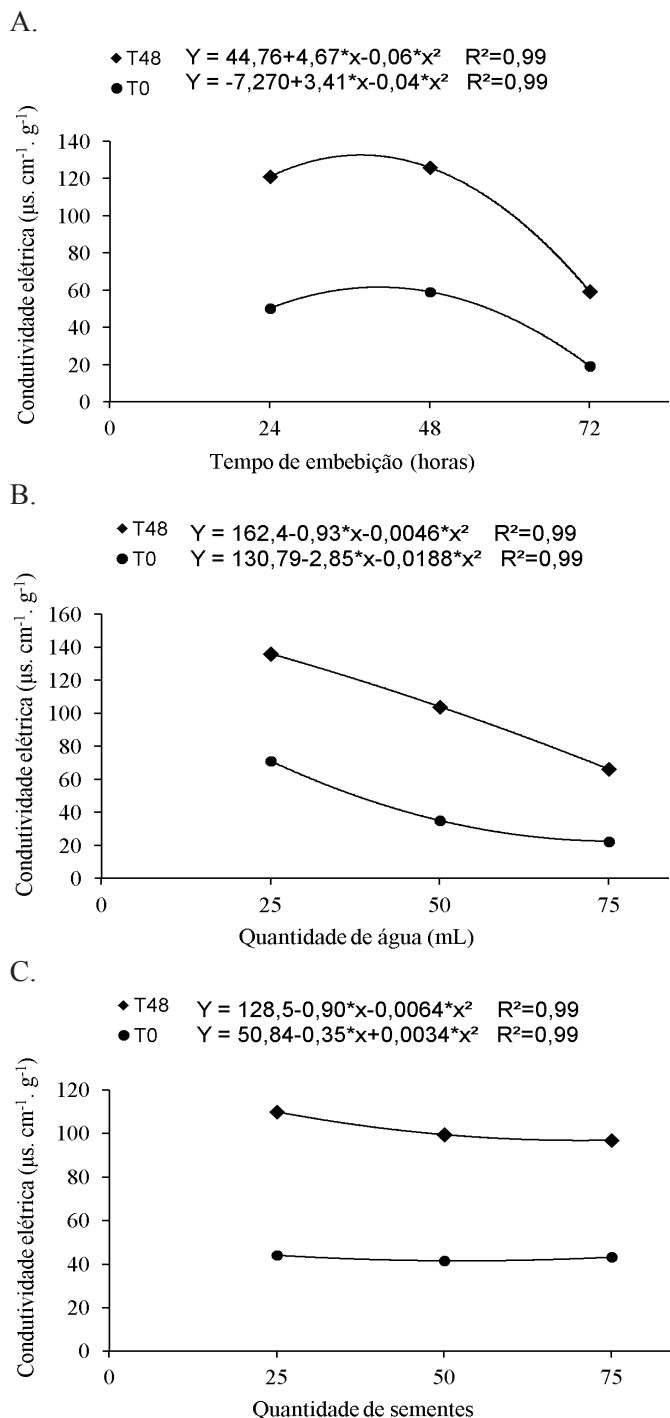 A.
T48 Y = 44,76+4,67*x-0,06*x² R²=0,99
T0 Y = -7,270+3,41*x-0,04*x² R²=0,99
Condutividade elétrica (µs. cm⁻¹. g⁻¹)
140
120
100
80
60
40
20
0
0 24 48 72
Tempo de embebição (horas)
B.
T48 Y = 162,4-0,93*x-0,0046*x² R²=0,99
T0 Y = 130,79-2,85*x-0,0188*x² R²=0,99
Condutividade elétrica (µs. cm⁻¹. g⁻¹)
160
140
120
100
80
60
40
20
0
0 25 50 75
Quantidade de água (mL)
C.
T48 Y = 128,5-0,90*x-0,0064*x² R²=0,99
T0 Y = 50,84-0,35*x+0,0034*x² R²=0,99
Condutividade elétrica (µs. cm⁻¹. g⁻¹)
120
100
80
60
40
20
0
0 25 50 75
Quantidade de sementes